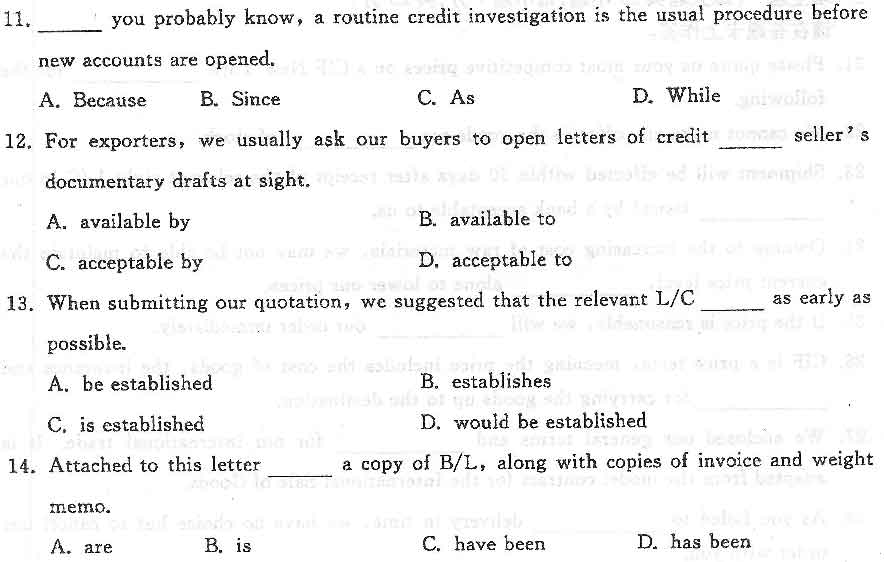 11. ______ you probably know, a routine credit investigation is the usual procedure before
new accounts are opened.
A. Because B. Since C. As D. While
12. For exporters, we usually ask our buyers to open letters of credit ______ seller's
documentary drafts at sight.
A. available by B. available to
C. acceptable by D. acceptable to
13. When submitting our quotation, we suggested that the relevant L/C ______ as early as
possible.
A. be established B. establishes
C. is established D. would be established
14. Attached to this letter ______ a copy of B/L, along with copies of invoice and weight
memo.
A. are B. is C. have been D. has been